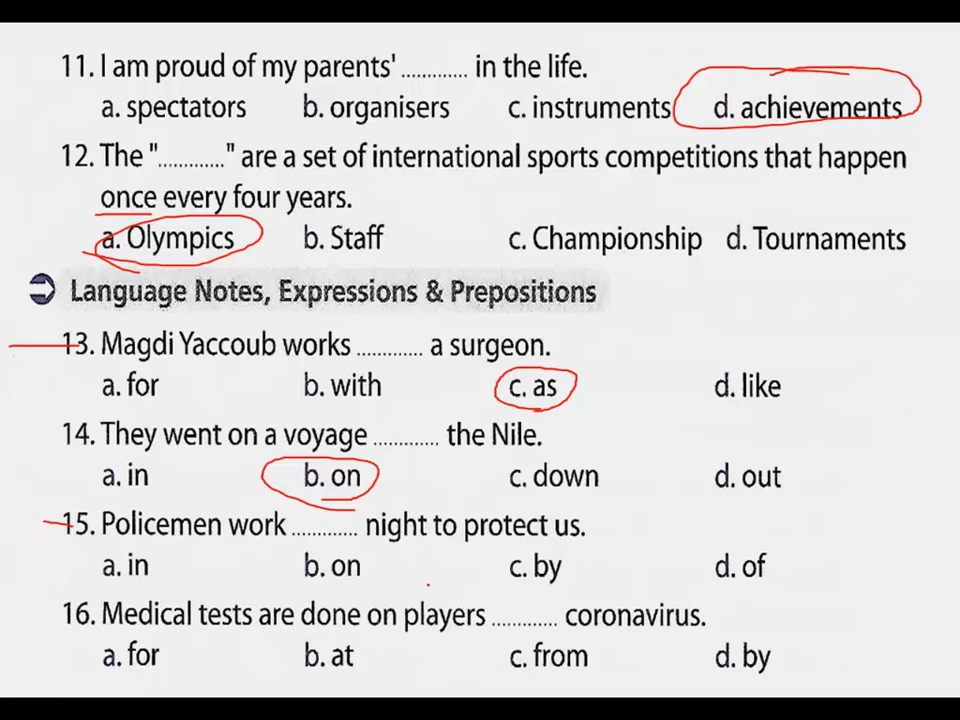 11. I am proud of my parents' ............. in the life.
a. spectators b. organisers c. instruments d. achievements
12. The "............." are a set of international sports competitions that happen
once every four years.
a. Olympics b. Staff c. Championship d. Tournaments
Language Notes, Expressions & Prepositions
13. Magdi Yaccoub works ............. a surgeon.
a. for b. with c. as d. like
14. They went on a voyage ............. the Nile.
a. in b. on c. down d. out
15. Policemen work ............. night to protect us.
a. in b. on c. by d. of
16. Medical tests are done on players ............. coronavirus.
a. for b. at c. from d. by